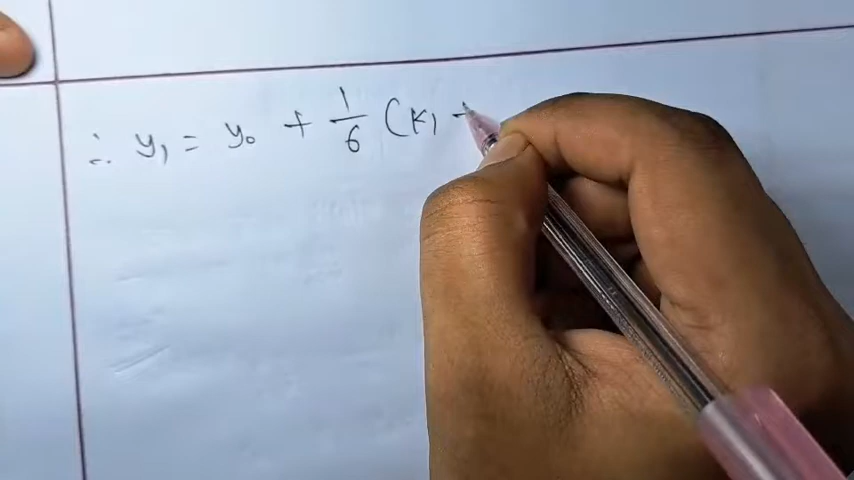 ∴ y₁ = y₀ + 1/6 (K₁ +